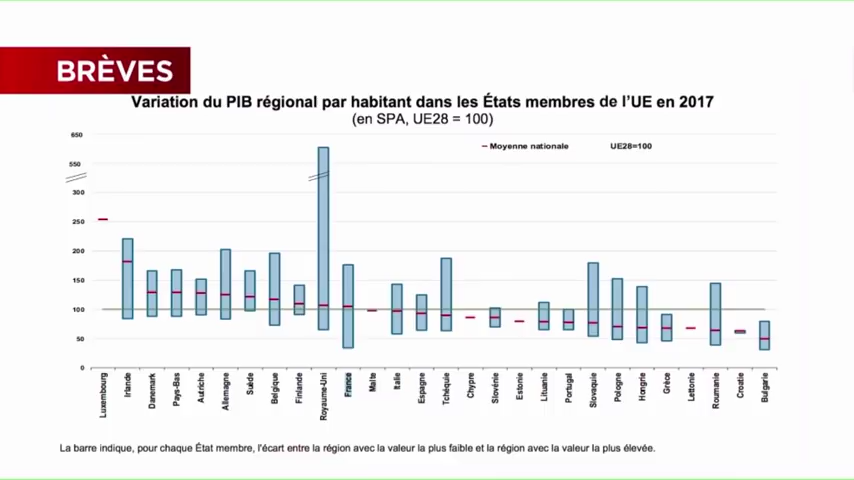 BRÈVES
Variation du PIB régional par habitant dans les États membres de l'UE en 2017
(en SPA, UE28 = 100)
650
Moyenne nationale
UE28=100
550
300
250
200
150
100
50
0
Luxembourg
Irlande
Danemark
Pays-Bas
Autriche
Allemagne
Suède
Belgique
Finlande
Royaume-Uni
France
Malte
Italie
Espagne
Tchéquie
Chypre
Slovénie
Estonie
Lituanie
Portugal
Slovaquie
Pologne
Hongrie
Grèce
Lettonie
Roumanie
Croatie
Bulgarie
La barre indique, pour chaque État membre, l'écart entre la région avec la valeur la plus faible et la région avec la valeur la plus élevée.